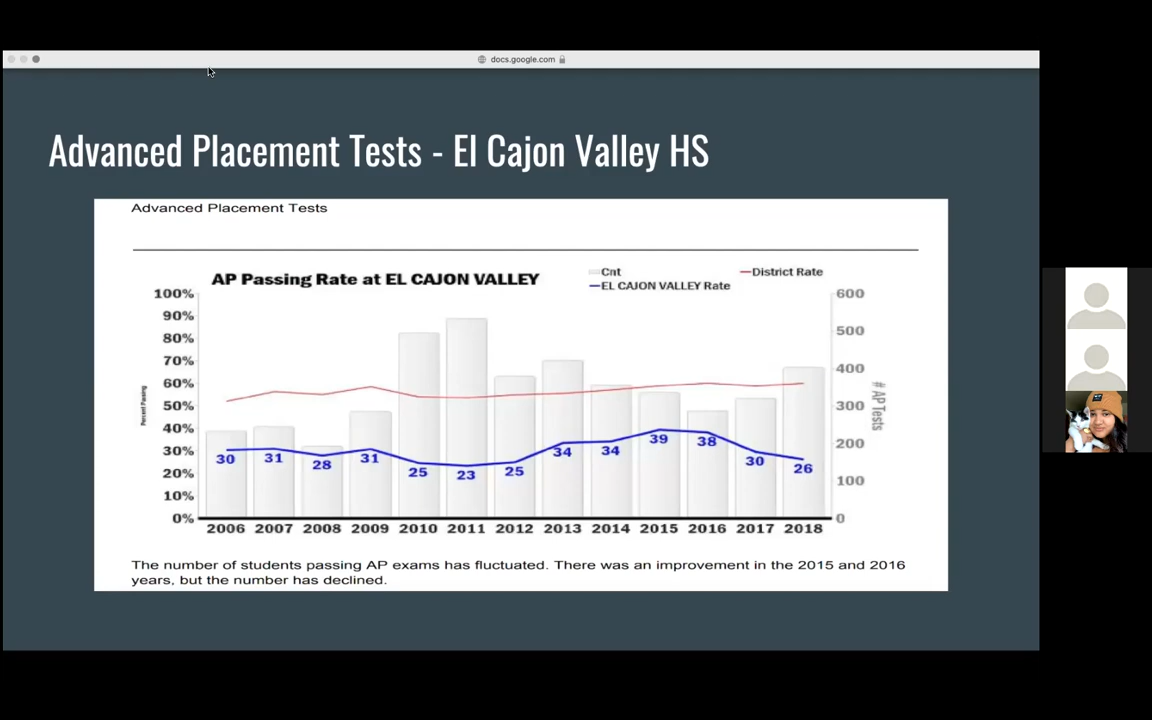 docs.google.com
Advanced Placement Tests - El Cajon Valley HS
Advanced Placement Tests
AP Passing Rate at EL CAJON VALLEY
Cnt
District Rate
EL CAJON VALLEY Rate
100%
90%
80%
70%
60%
50%
40%
30%
20%
10%
0%
Percent Passing
600
500
400
300
200
100
0
# AP Tests
30 31 28 31 25 23 25 34 34 39 38 30 26
2006 2007 2008 2009 2010 2011 2012 2013 2014 2015 2016 2017 2018
The number of students passing AP exams has fluctuated. There was an improvement in the 2015 and 2016
years, but the number has declined.